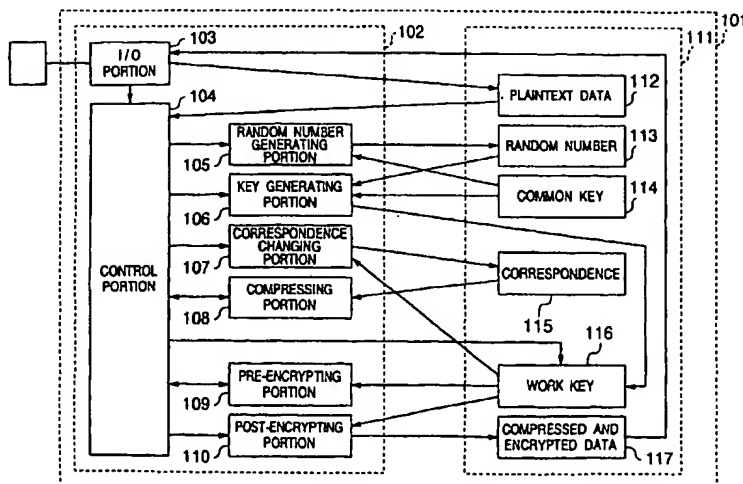 101
102
111
103
I/O
PORTION
104
PLAINTEXT DATA
112
RANDOM NUMBER
GENERATING
PORTION
105
RANDOM NUMBER
113
KEY GENERATING
PORTION
106
COMMON KEY
114
CORRESPONDENCE
CHANGING
PORTION
107
CONTROL
PORTION
CORRESPONDENCE
115
COMPRESSING
PORTION
108
116
WORK KEY
PRE-ENCRYPTING
PORTION
109
POST-ENCRYPTING
PORTION
110
COMPRESSED AND
ENCRYPTED DATA
117